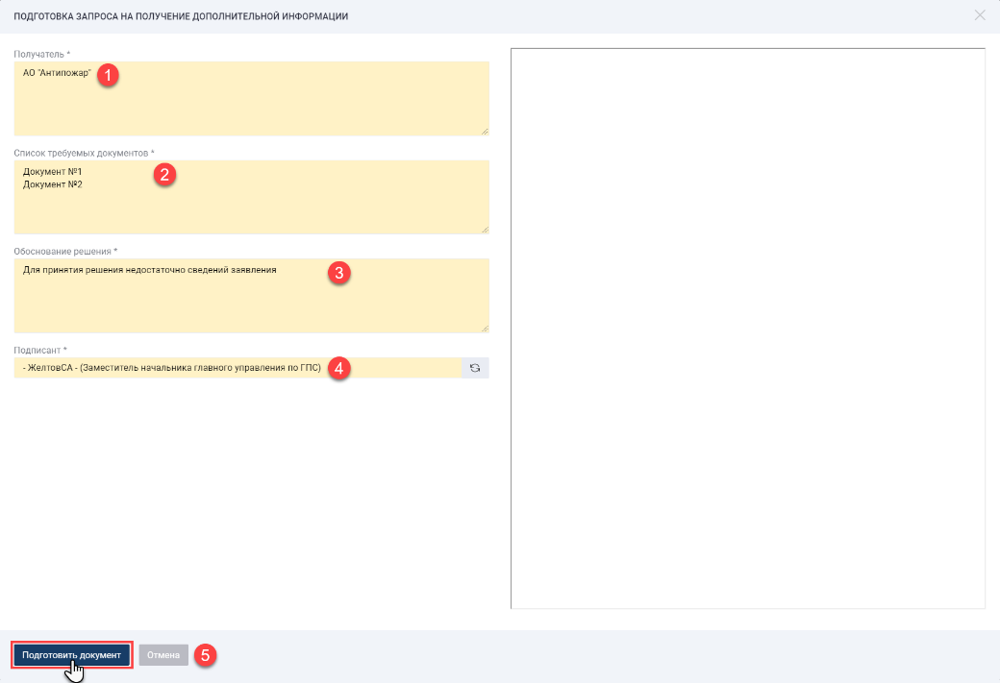 ПОДГОТОВКА ЗАПРОСА НА ПОЛУЧЕНИЕ ДОПОЛНИТЕЛЬНОЙ ИНФОРМАЦИИ
Получатель *
АО "Антипожар" 1
Список требуемых документов *
Документ №1
2
Документ №2
Обоснование решения *
Для принятия решения недостаточно сведений заявления 3
Подписант *
- ЖелтовСА - (Заместитель начальника главного управления по ГПС) 4
Подготовить документ Отмена 5